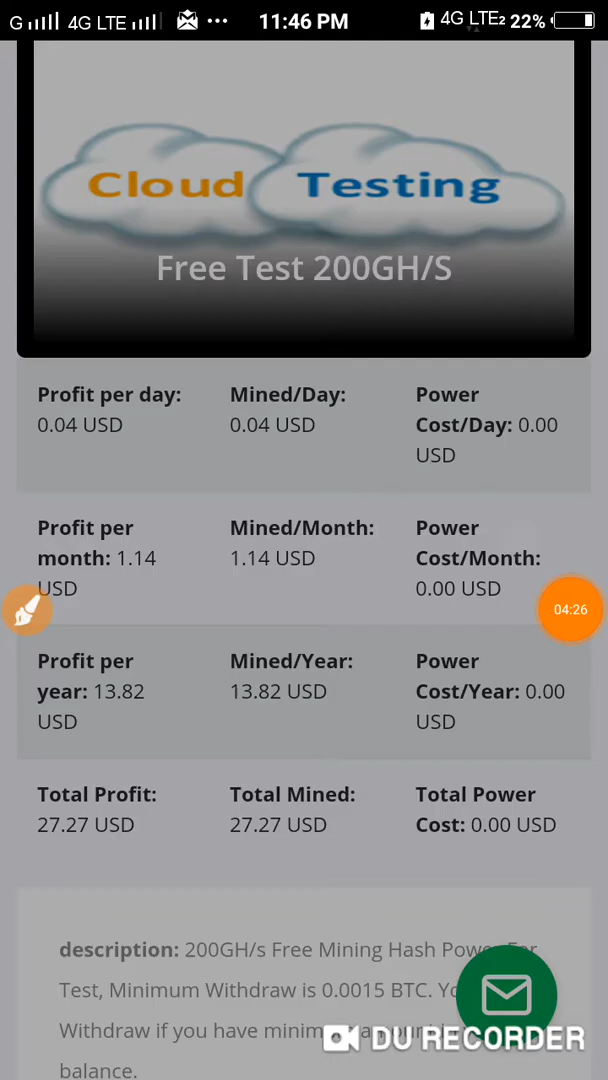 G 4G LTE ••• 11:46 PM 4G LTE2 22%
Cloud Testing
Free Test 200GH/S
Profit per day: 0.04 USD
Mined/Day: 0.04 USD
Power Cost/Day: 0.00 USD
Profit per month: 1.14 USD
Mined/Month: 1.14 USD
Power Cost/Month: 0.00 USD
04:26
Profit per year: 13.82 USD
Mined/Year: 13.82 USD
Power Cost/Year: 0.00 USD
Total Profit: 27.27 USD
Total Mined: 27.27 USD
Total Power Cost: 0.00 USD
description: 200GH/s Free Mining Hash Power For
Test, Minimum Withdraw is 0.0015 BTC.
Withdraw if you have
balance.
DU RECORDER